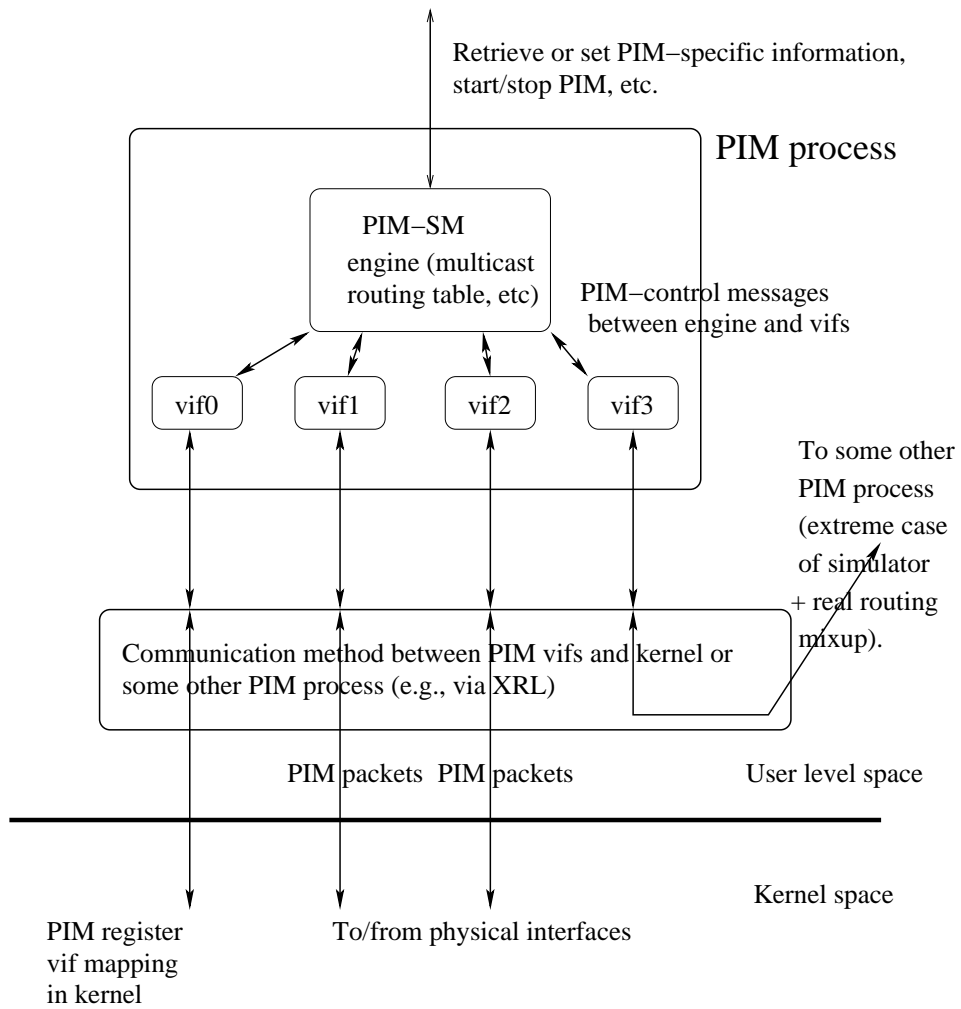 Retrieve or set PIM−specific information,
start/stop PIM, etc.
PIM process
PIM−SM
engine (multicast
routing table, etc)
PIM−control messages
between engine and vifs
vif0
vif1
vif2
vif3
To some other
PIM process
(extreme case
of simulator
+ real routing
mixup).
Communication method between PIM vifs and kernel or
some other PIM process (e.g., via XRL)
PIM packets
PIM packets
User level space
Kernel space
PIM register
vif mapping
in kernel
To/from physical interfaces